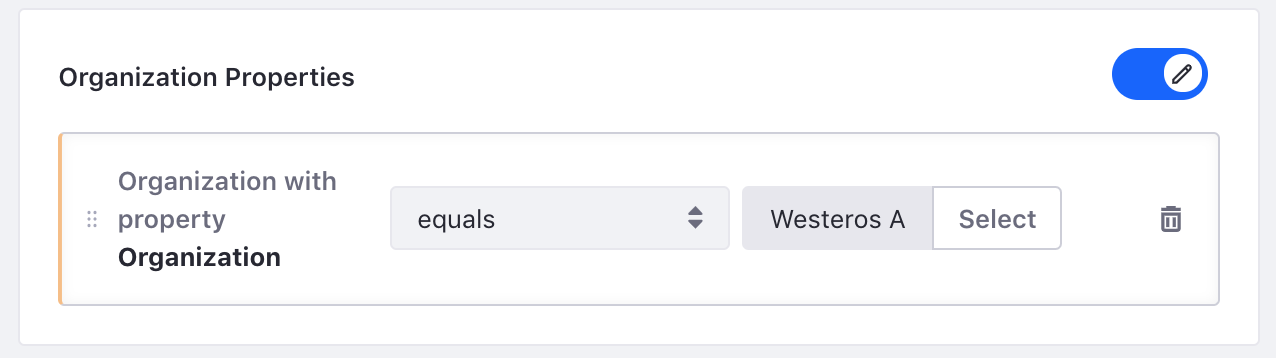 Organization Properties
Organization with
property
Organization
equals
Westeros A
Select